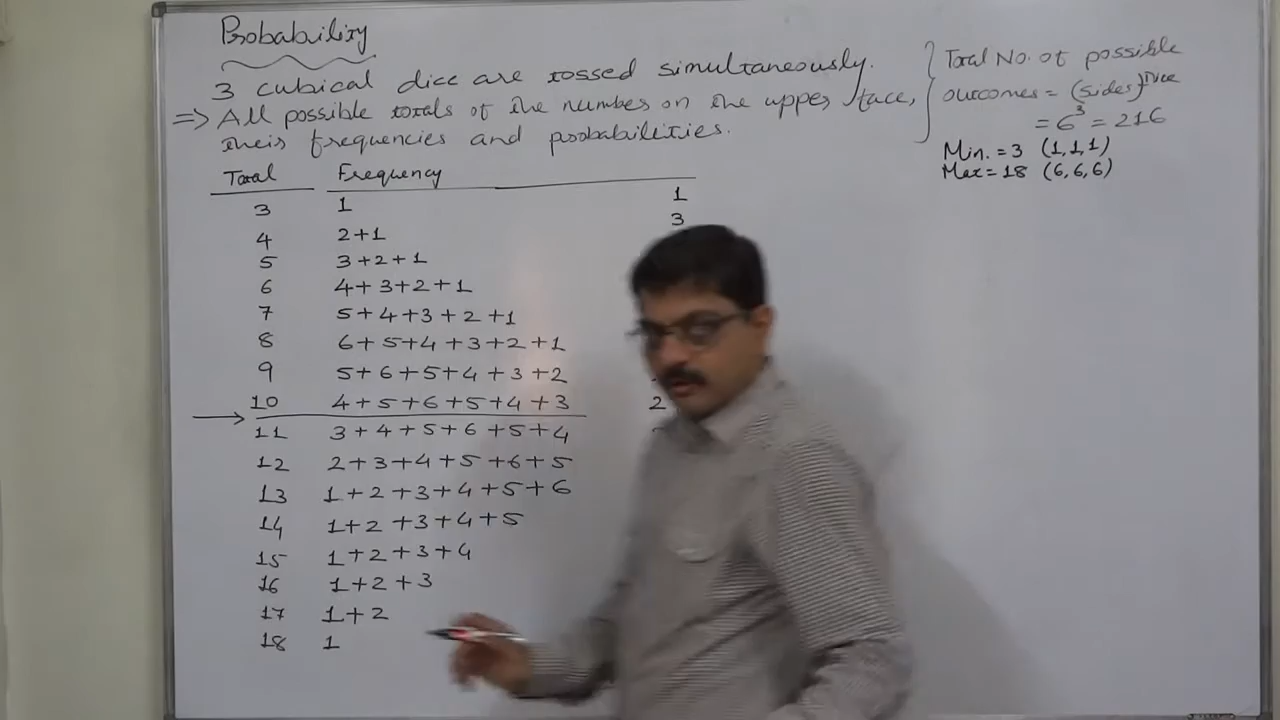 Probability
3 cubical dice are tossed simultaneously.
=> All possible totals of the numbers on the upper face,
their frequencies and probabilities.
Total No. of possible
outcomes = (sides)^dice
= 6^3 = 216
Min. = 3 (1,1,1)
Max = 18 (6,6,6)
Total Frequency
3 1 1
4 2+1 3
5 3+2+1
6 4+3+2+1
7 5+4+3+2+1
8 6+5+4+3+2+1
9 5+6+5+4+3+2
10 4+5+6+5+4+3 2
11 3+4+5+6+5+4
12 2+3+4+5+6+5
13 1+2+3+4+5+6
14 1+2+3+4+5
15 1+2+3+4
16 1+2+3
17 1+2
18 1